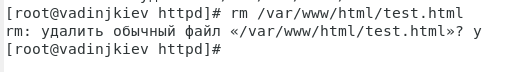 [root@vadinjkiev httpd]# rm /var/www/html/test.html
rm: удалить обычный файл «/var/www/html/test.html»? y
[root@vadinjkiev httpd]#